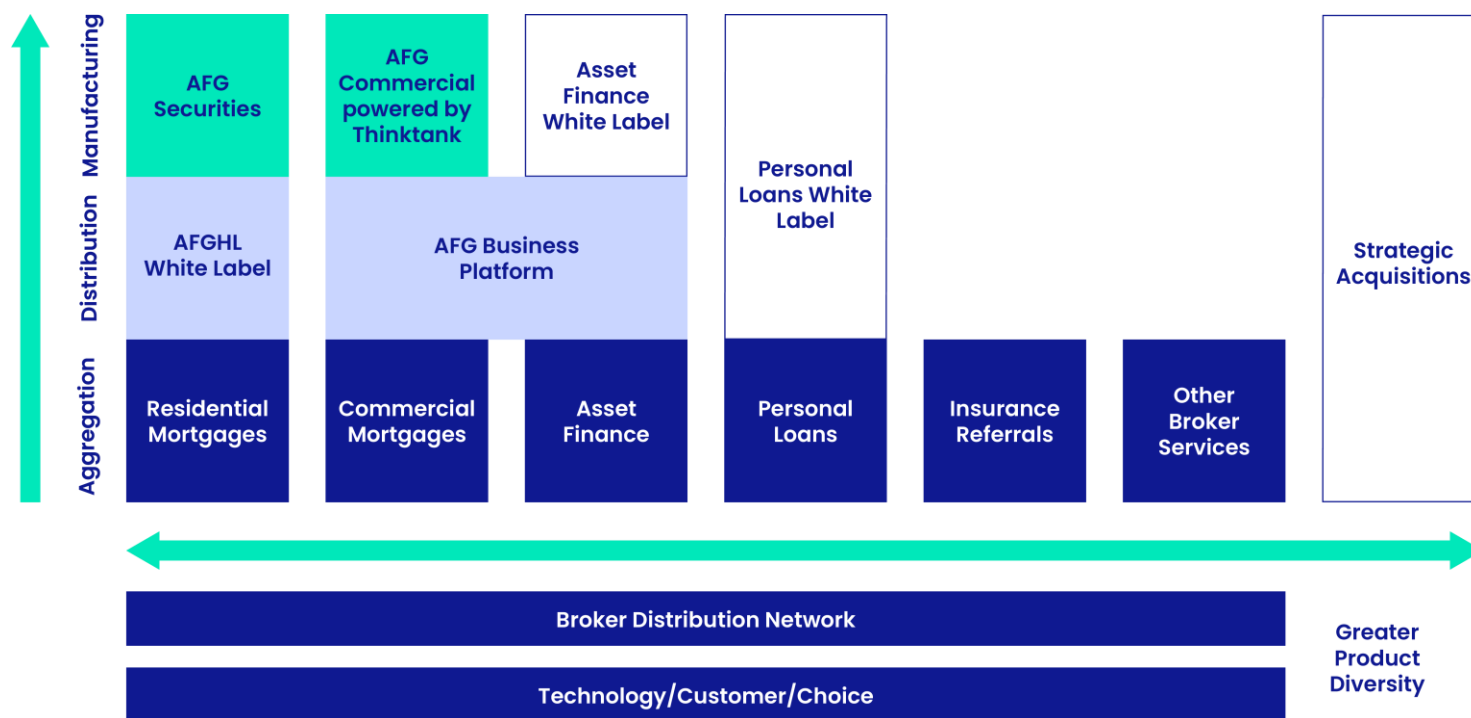 Manufacturing
AFG
Securities
AFG
Commercial
powered by
Thinktank
Asset
Finance
White Label
Personal
Loans White
Label
Strategic
Acquisitions
Distribution
AFGHL
White Label
AFG Business
Platform
Aggregation
Residential
Mortgages
Commercial
Mortgages
Asset
Finance
Personal
Loans
Insurance
Referrals
Other
Broker
Services
Broker Distribution Network
Technology/Customer/Choice
Greater
Product
Diversity